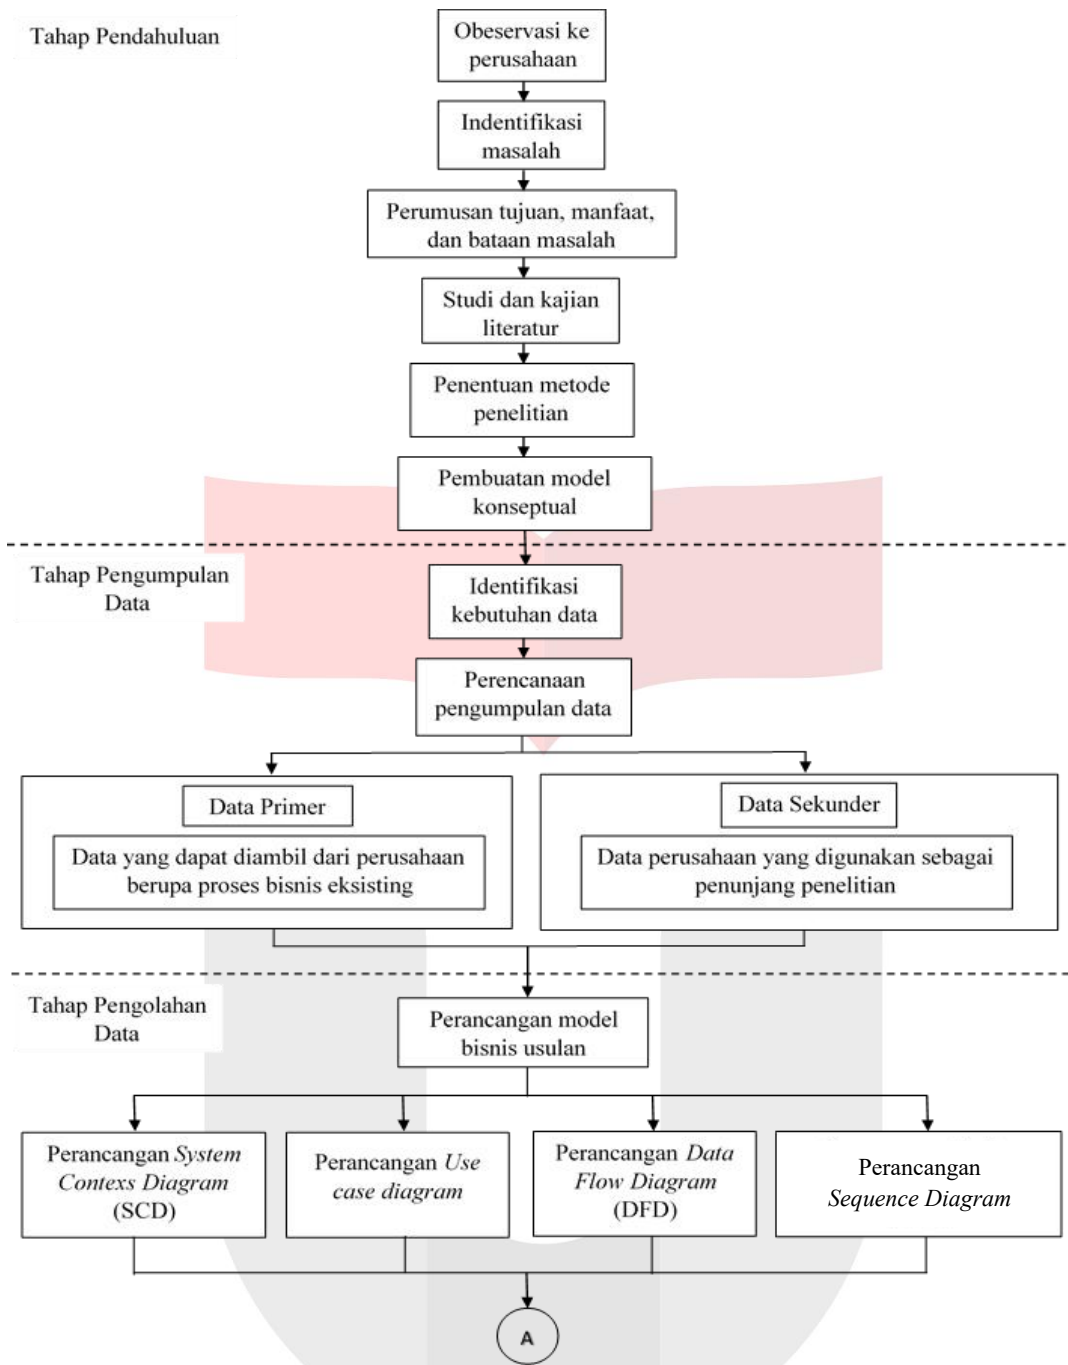 Tahap Pendahuluan
Obeservasi ke
perusahaan
Indentifikasi
masalah
Perumusan tujuan, manfaat,
dan bataan masalah
Studi dan kajian
literatur
Penentuan metode
penelitian
Pembuatan model
konseptual
Tahap Pengumpulan
Data
Identifikasi
kebutuhan data
Perencanaan
pengumpulan data
Data Primer
Data yang dapat diambil dari perusahaan
berupa proses bisnis eksisting
Data Sekunder
Data perusahaan yang digunakan sebagai
penunjang penelitian
Tahap Pengolahan
Data
Perancangan model
bisnis usulan
Perancangan System
Contexs Diagram
(SCD)
Perancangan Use
case diagram
Perancangan Data
Flow Diagram
(DFD)
Perancangan
Sequence Diagram
A